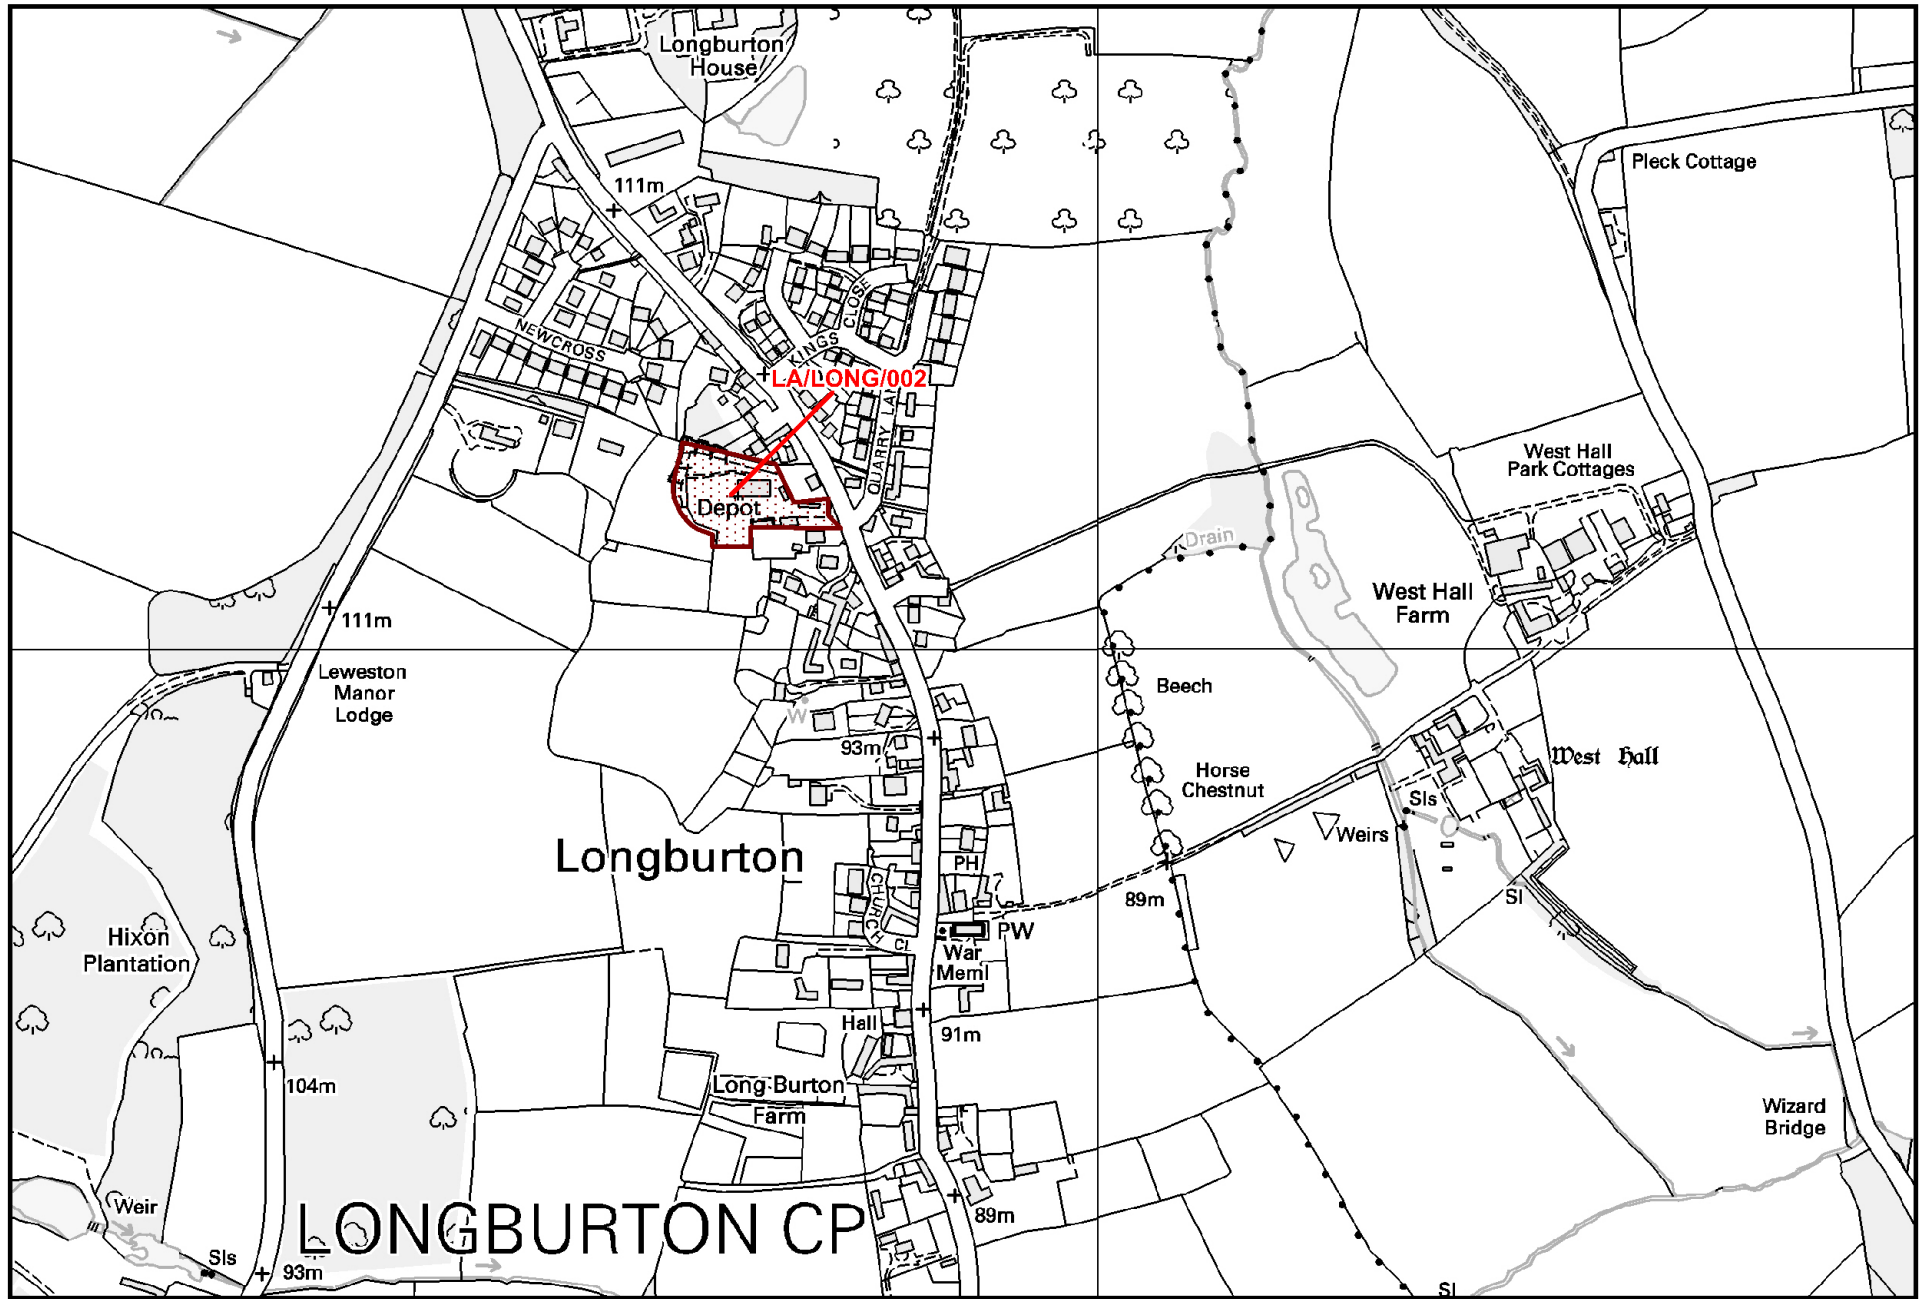 Longburton
House
111m
Pleck Cottage
NEWCROSS
KINGS CLOSE
LA/LONG/002
QUARRY LA
Depot
West Hall
Park Cottages
Drain
West Hall
Farm
111m
Leweston
Manor
Lodge
Beech
W
93m
Horse
Chestnut
West Hall
Sls
Weirs
Longburton
PH
CHURCH CL
89m
Sl
PW
War
Meml
Hixon
Plantation
Hall
91m
104m
Long Burton
Farm
Wizard
Bridge
Weir
LONGBURTON CP
89m
Sls
93m
Sl